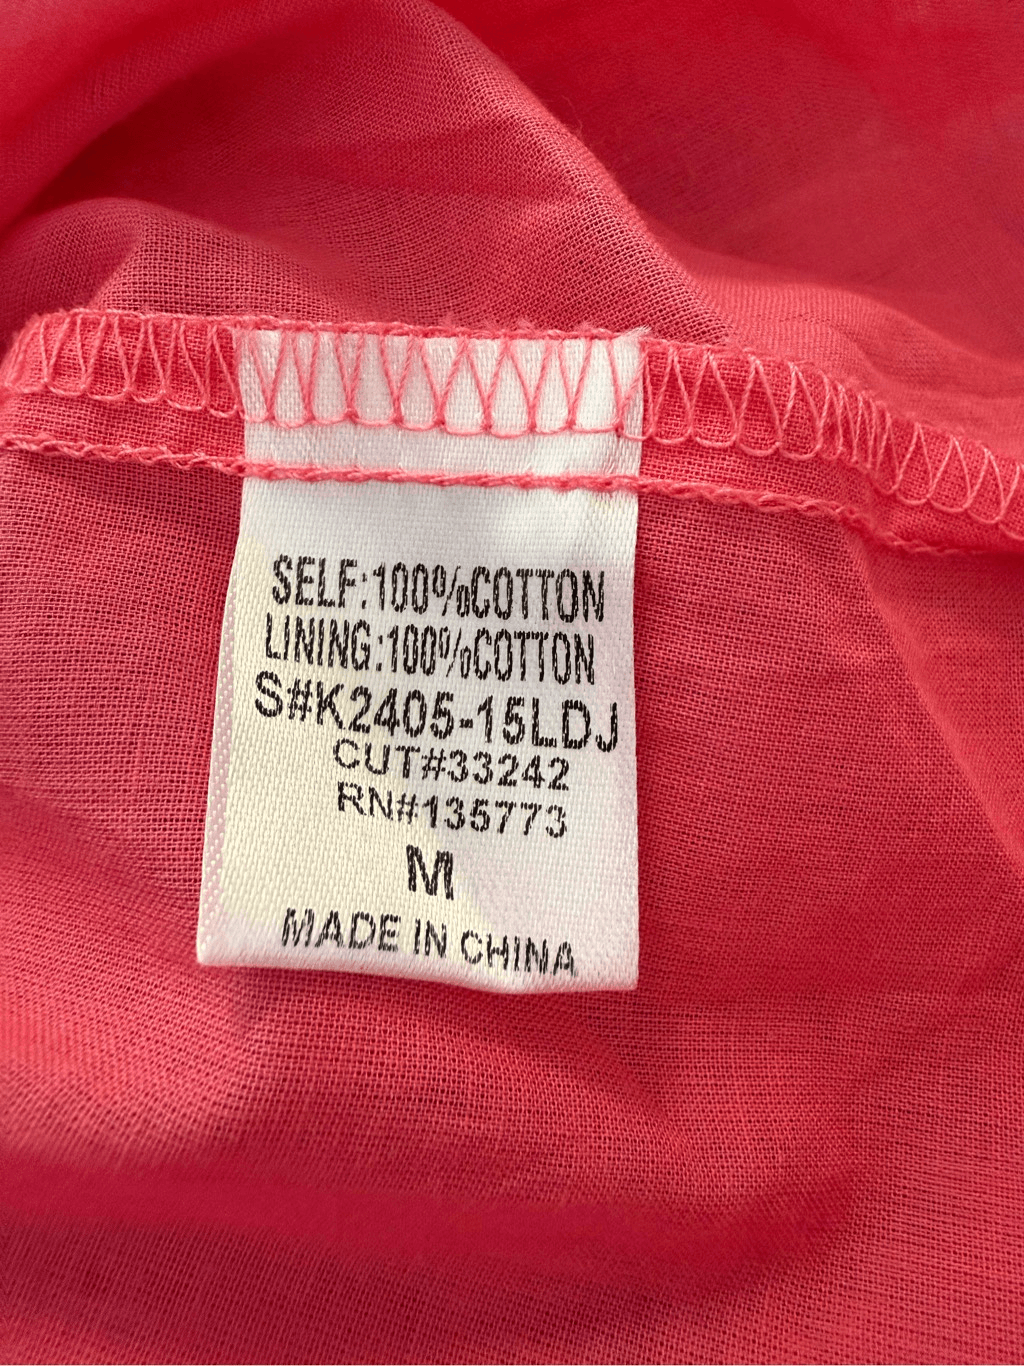 SELF:100%COTTON
LINING:100%COTTON
S#K2405-15LDJ
CUT#33242
RN#135773
M
MADE IN CHINA